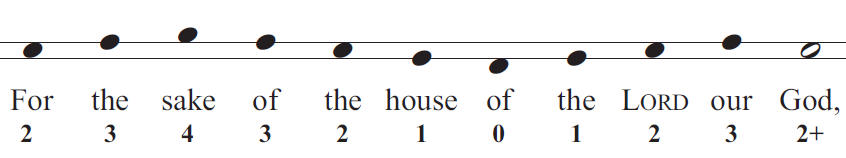 For the sake of the house of the LORD our God,
2 3 4 3 2 1 0 1 2 3 2+